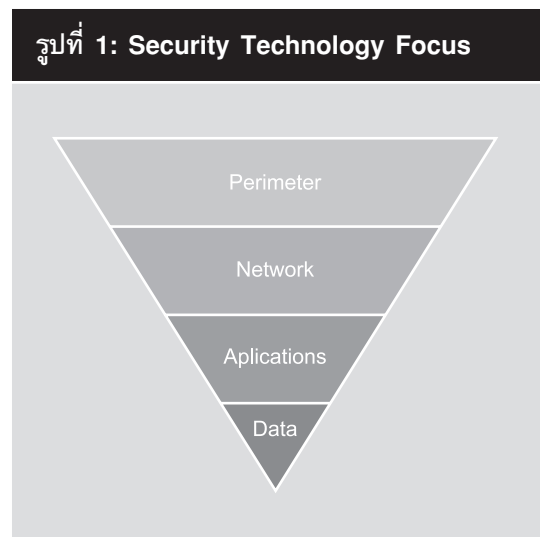 รูปที่ 1: Security Technology Focus
Perimeter
Network
Aplications
Data